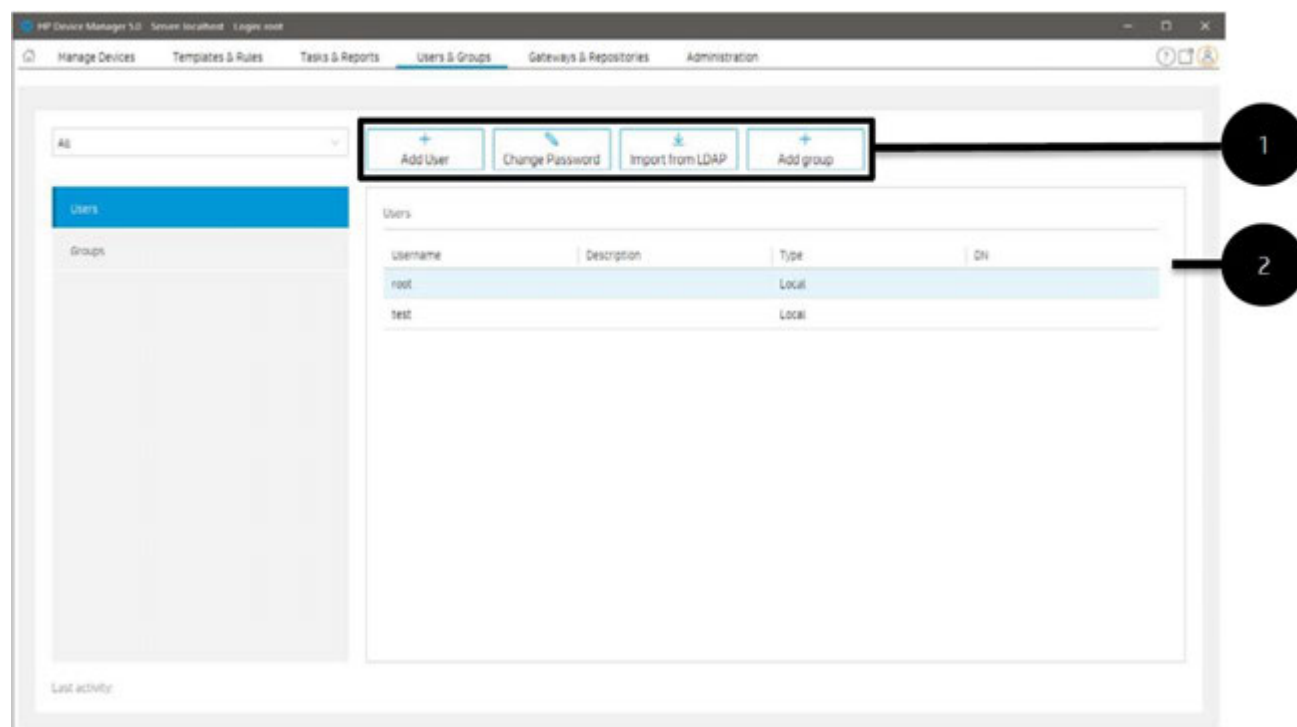 HP Device Manager 5.0 Server: localhost Login: root
Manage Devices Templates & Rules Tasks & Reports Users & Groups Gateways & Repositories Administration
All
Add User Change Password Import from LDAP Add group
1
Users
Groups
Users
Username Description Type DN
2
root Local
test Local
Last activity: